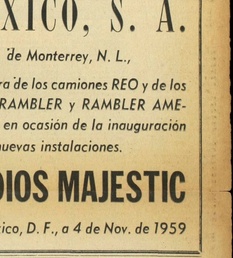 XICO, S. A.
de Monterrey, N. L.,
ra de los camiones REO y de los
RAMBLER y RAMBLER AME-
en ocasión de la inauguración
nuevas instalaciones.
DIOS MAJESTIC
xico, D. F., a 4 de Nov. de 1959